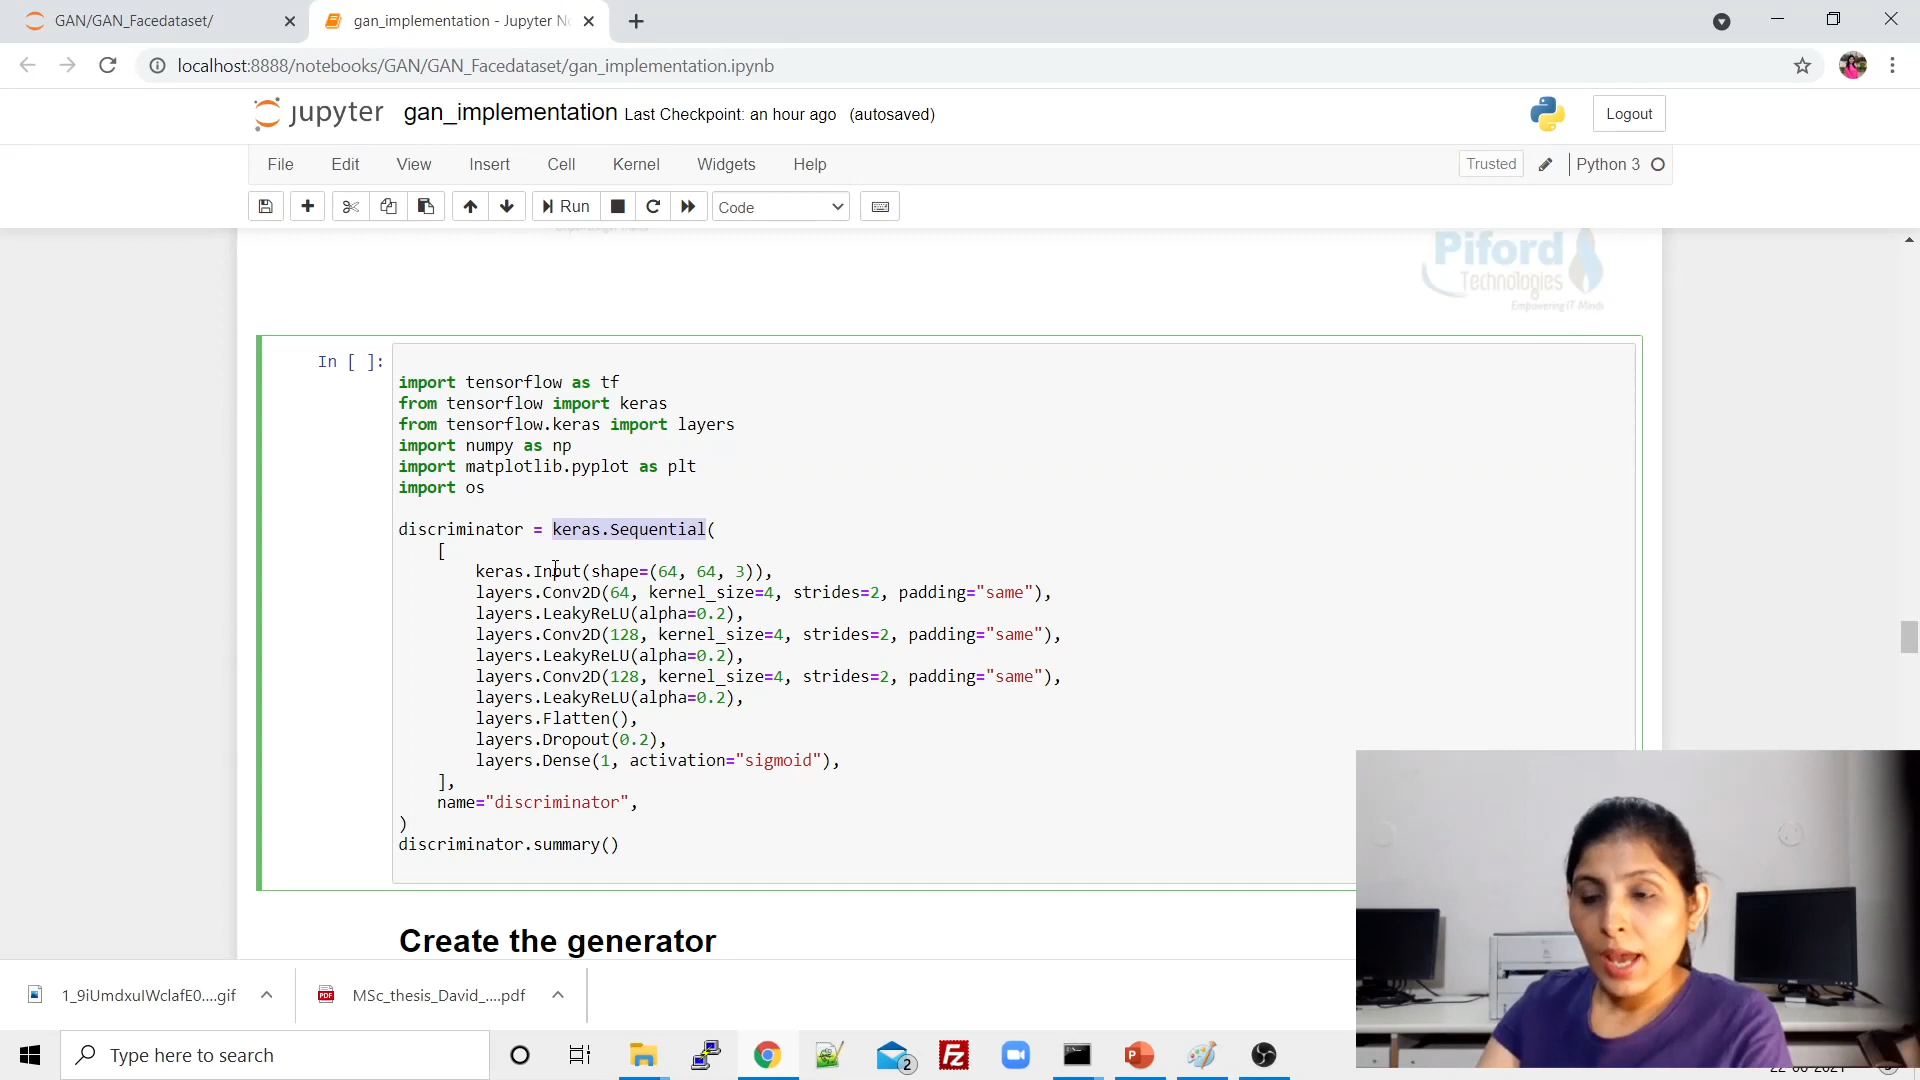 GAN/GAN_Facedataset/
gan_implementation - Jupyter No
localhost:8888/notebooks/GAN/GAN_Facedataset/gan_implementation.ipynb
jupyter gan_implementation Last Checkpoint: an hour ago (autosaved)
Logout
File Edit View Insert Cell Kernel Widgets Help
Trusted Python 3
Run Code
Piford
Technologies
Empowering IT Minds
In [ ]:
import tensorflow as tf
from tensorflow import keras
from tensorflow.keras import layers
import numpy as np
import matplotlib.pyplot as plt
import os
discriminator = keras.Sequential(
[
keras.Input(shape=(64, 64, 3)),
layers.Conv2D(64, kernel_size=4, strides=2, padding="same"),
layers.LeakyReLU(alpha=0.2),
layers.Conv2D(128, kernel_size=4, strides=2, padding="same"),
layers.LeakyReLU(alpha=0.2),
layers.Conv2D(128, kernel_size=4, strides=2, padding="same"),
layers.LeakyReLU(alpha=0.2),
layers.Flatten(),
layers.Dropout(0.2),
layers.Dense(1, activation="sigmoid"),
],
name="discriminator",
)
discriminator.summary()
Create the generator
1_9iUmdxuIWclafE0....gif
MSc_thesis_David_....pdf
Type here to search
2